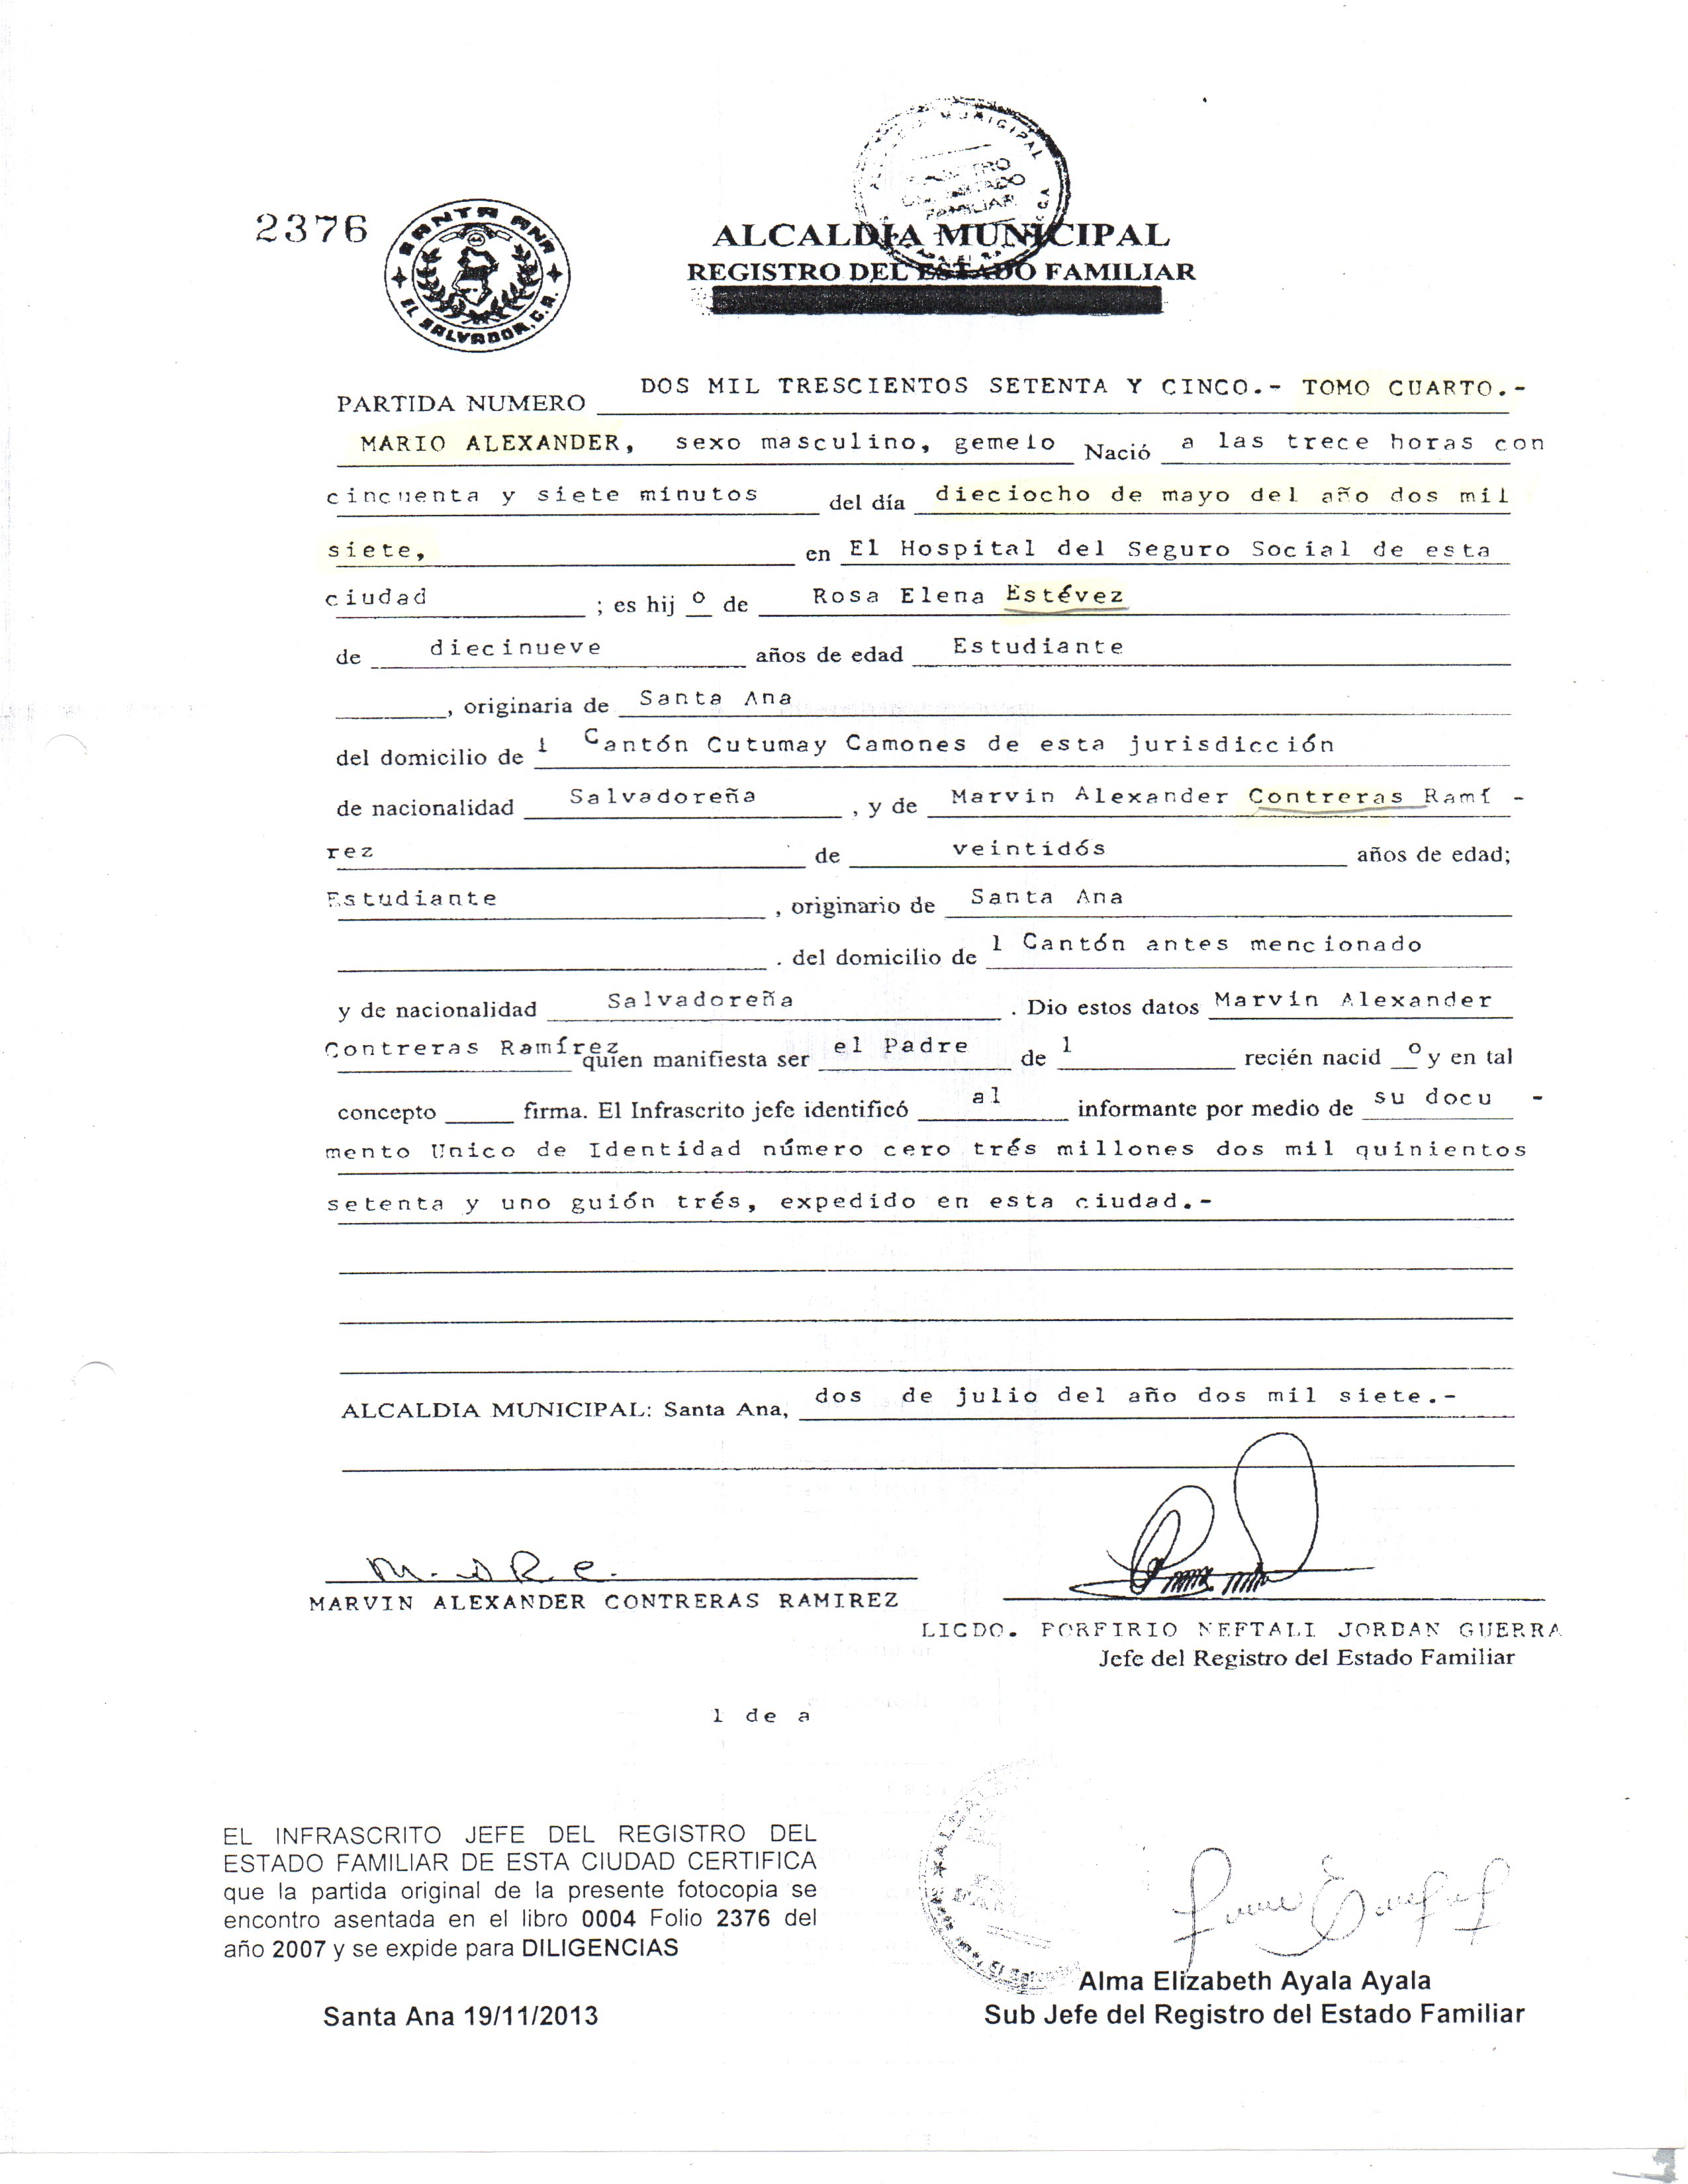 MUNICIPAL
FAMILIAR
2376
SANTA ANA
EL SALVADOR, C.A.
ALCALDIA MUNICIPAL
REGISTRO DEL ESTADO FAMILIAR
PARTIDA NUMERO DOS MIL TRESCIENTOS SETENTA Y CINCO.- TOMO CUARTO.-
MARIO ALEXANDER, sexo masculino, gemelo Nació a las trece horas con
cincuenta y siete minutos del día dieciocho de mayo del año dos mil
siete, en El Hospital del Seguro Social de esta
ciudad ; es hij o de Rosa Elena Estévez
de diecinueve años de edad Estudiante
, originaria de Santa Ana
del domicilio de l Cantón Cutumay Camones de esta jurisdicción
de nacionalidad Salvadoreña , y de Marvin Alexander Contreras Ramí -
rez de veintidós años de edad;
Estudiante , originario de Santa Ana
. del domicilio de l Cantón antes mencionado
y de nacionalidad Salvadoreña . Dio estos datos Marvin Alexander
Contreras Ramírez quien manifiesta ser el Padre de l recién nacid o y en tal
concepto firma. El Infrascrito jefe identificó al informante por medio de su docu -
mento Unico de Identidad número cero trés millones dos mil quinientos
setenta y uno guión trés, expedido en esta ciudad.-
ALCALDIA MUNICIPAL: Santa Ana, dos de julio del año dos mil siete.-
MARVIN ALEXANDER CONTRERAS RAMIREZ
LICDO. PORFIRIO NEFTALI JORDAN GUERRA
Jefe del Registro del Estado Familiar
l de a
EL INFRASCRITO JEFE DEL REGISTRO DEL
ESTADO FAMILIAR DE ESTA CIUDAD CERTIFICA
que la partida original de la presente fotocopia se
encontro asentada en el libro 0004 Folio 2376 del
año 2007 y se expide para DILIGENCIAS
Santa Ana 19/11/2013
Alma Elizabeth Ayala Ayala
Sub Jefe del Registro del Estado Familiar